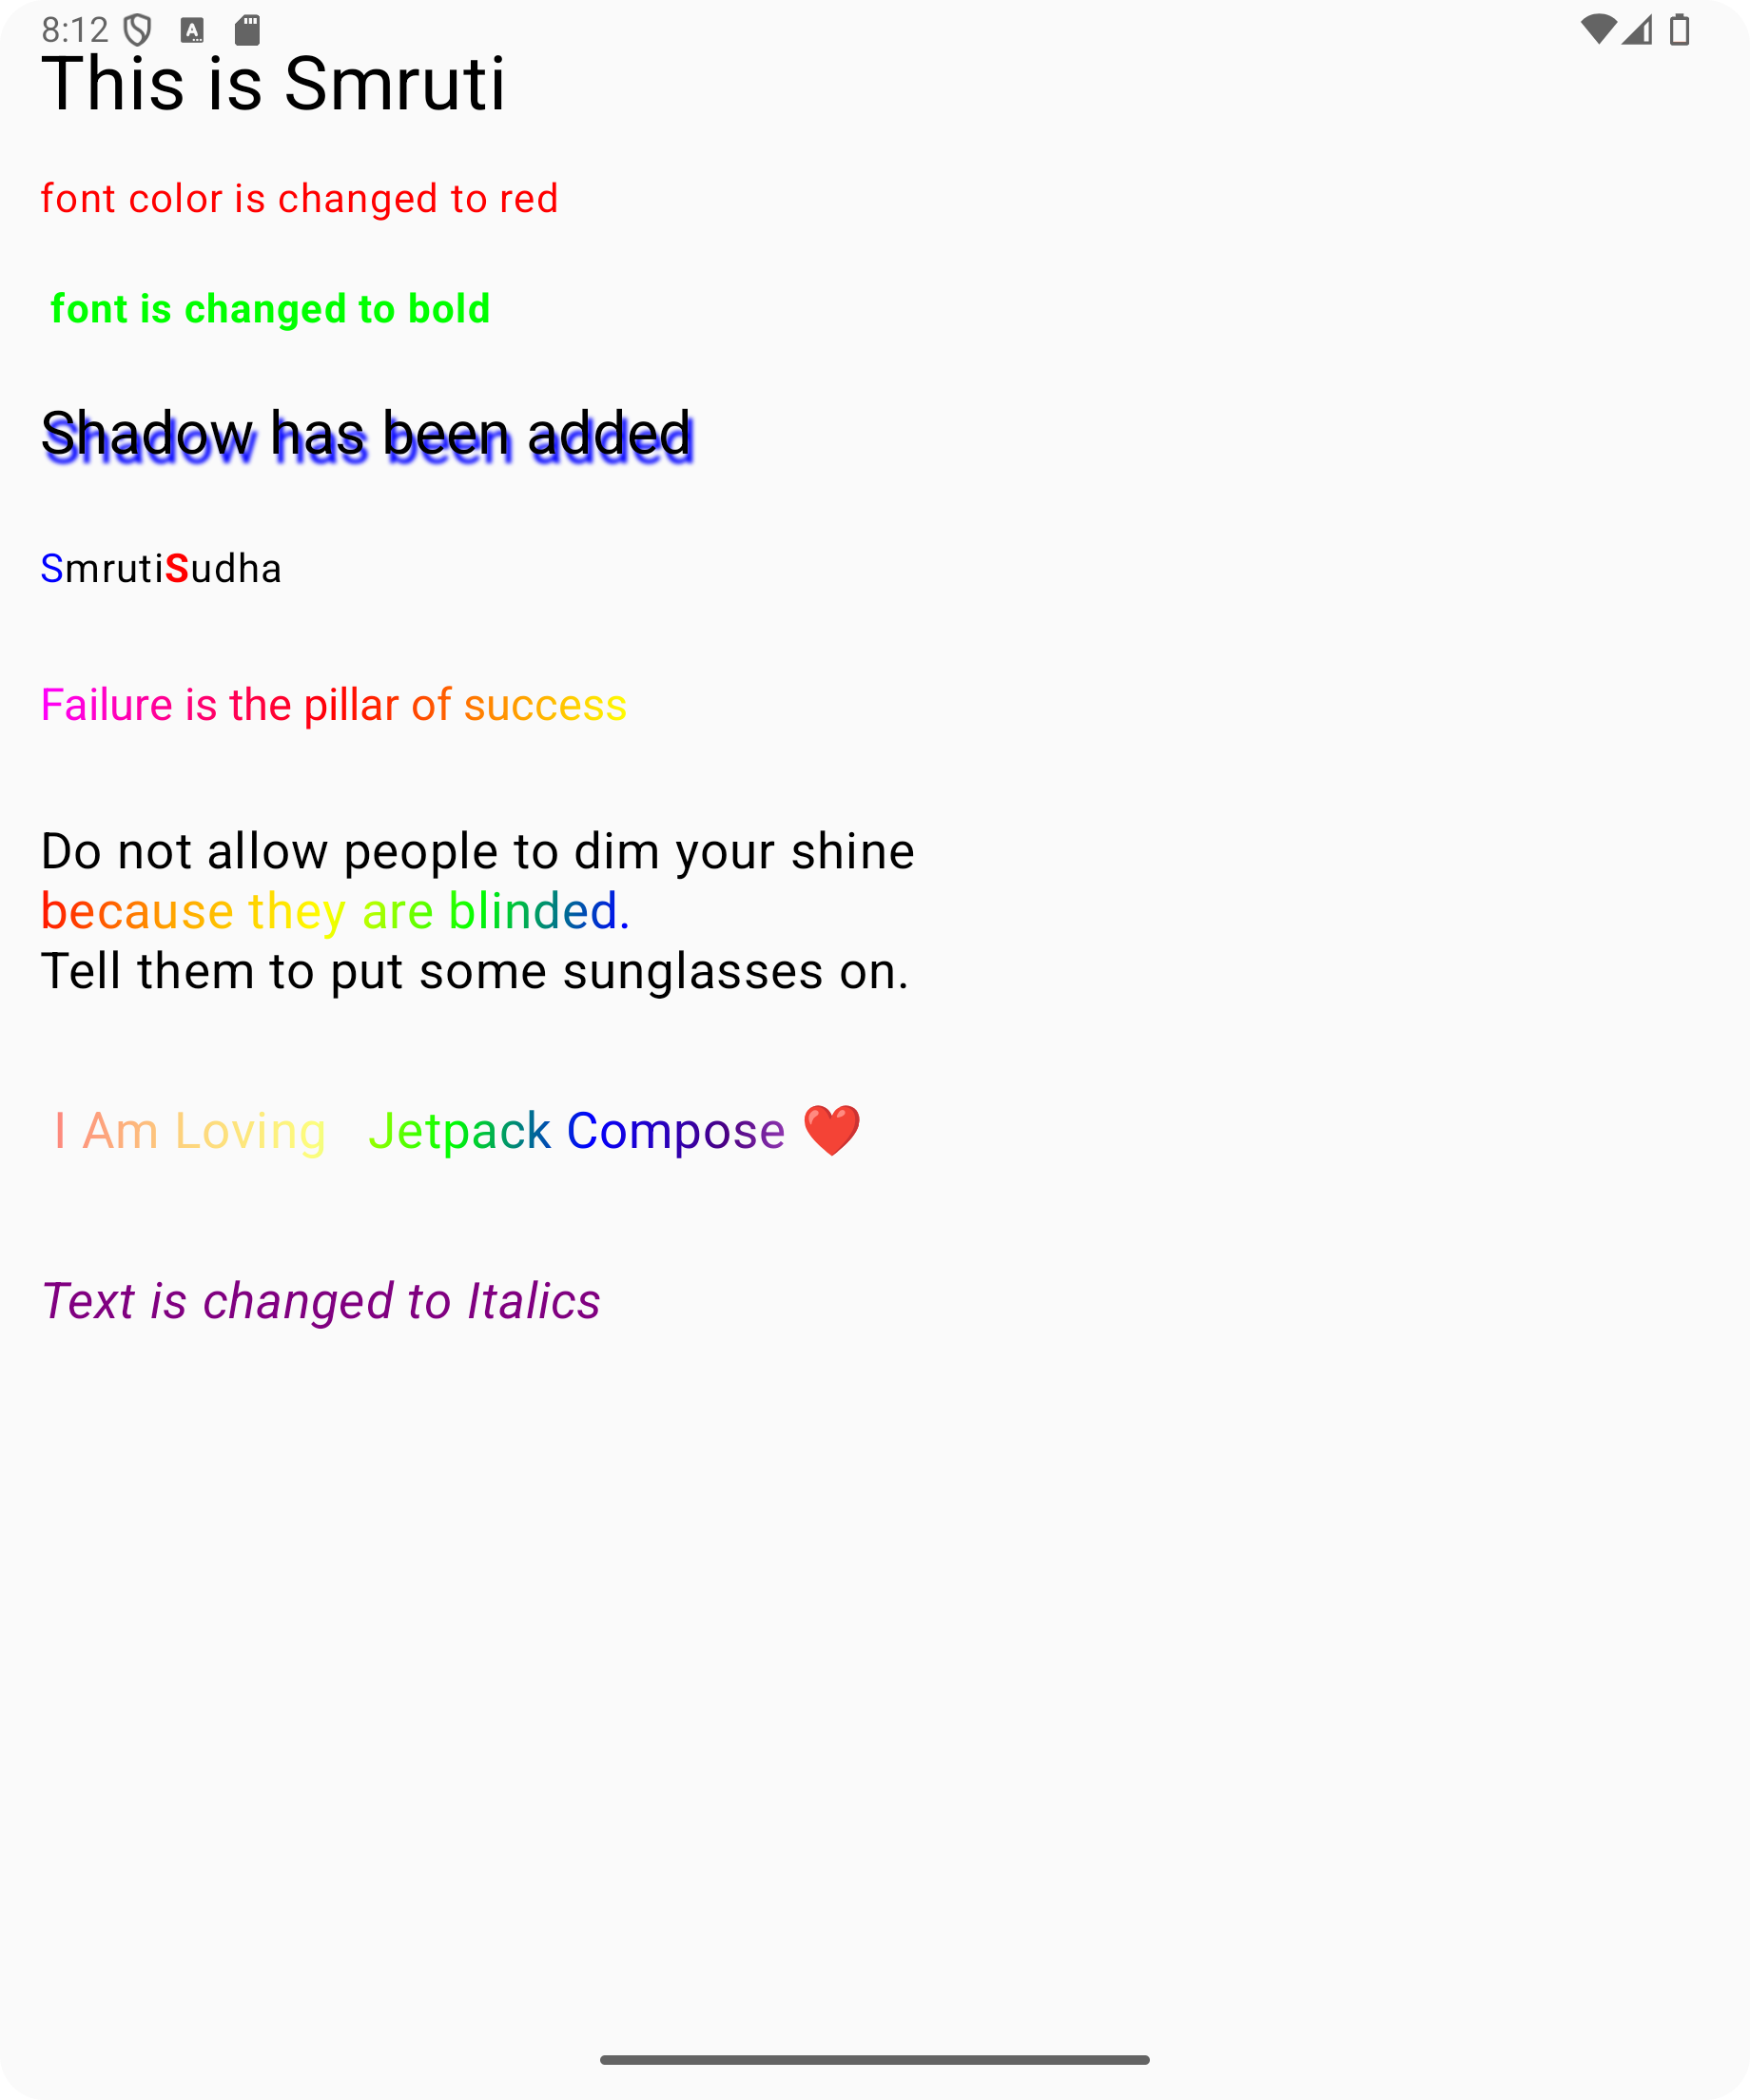 8:12
This is Smruti
font color is changed to red
font is changed to bold
Shadow has been added
SmrutiSudha
Failure is the pillar of success
Do not allow people to dim your shine
because they are blinded.
Tell them to put some sunglasses on.
I Am Loving Jetpack Compose ❤️
Text is changed to Italics